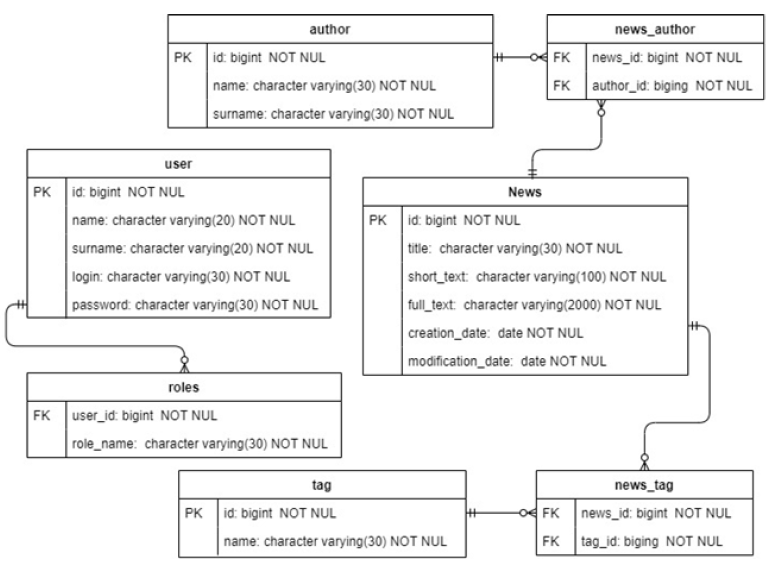 author
PK id: bigint NOT NUL
name: character varying(30) NOT NUL
surname: character varying(30) NOT NUL
news_author
FK news_id: bigint NOT NUL
FK author_id: biging NOT NUL
user
PK id: bigint NOT NUL
name: character varying(20) NOT NUL
surname: character varying(20) NOT NUL
login: character varying(30) NOT NUL
password: character varying(30) NOT NUL
News
PK id: bigint NOT NUL
title: character varying(30) NOT NUL
short_text: character varying(100) NOT NUL
full_text: character varying(2000) NOT NUL
creation_date: date NOT NUL
modification_date: date NOT NUL
roles
FK user_id: bigint NOT NUL
role_name: character varying(30) NOT NUL
tag
PK id: bigint NOT NUL
name: character varying(30) NOT NUL
news_tag
FK news_id: bigint NOT NUL
FK tag_id: biging NOT NUL